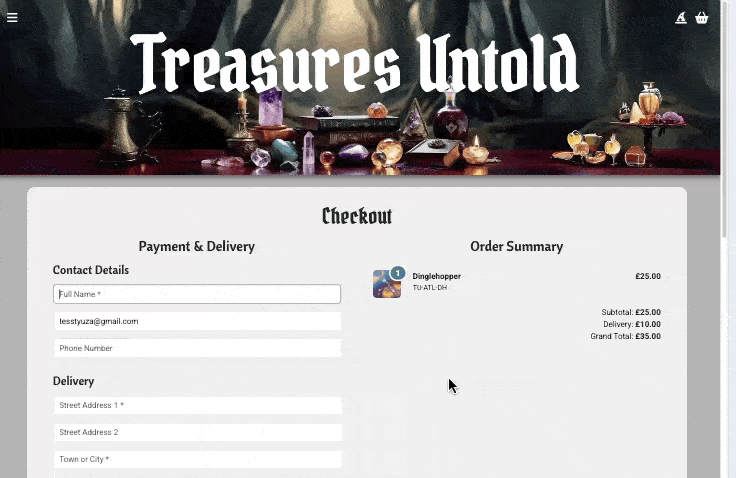 Treasures Untold
Checkout
Payment & Delivery
Contact Details
Full Name *
tesstyuza@gmail.com
Phone Number
Delivery
Street Address 1 *
Street Address 2
Town or City *
Order Summary
1
Dinglehopper £25.00
TU-ATL-DH
Subtotal: £25.00
Delivery: £10.00
Grand Total: £35.00